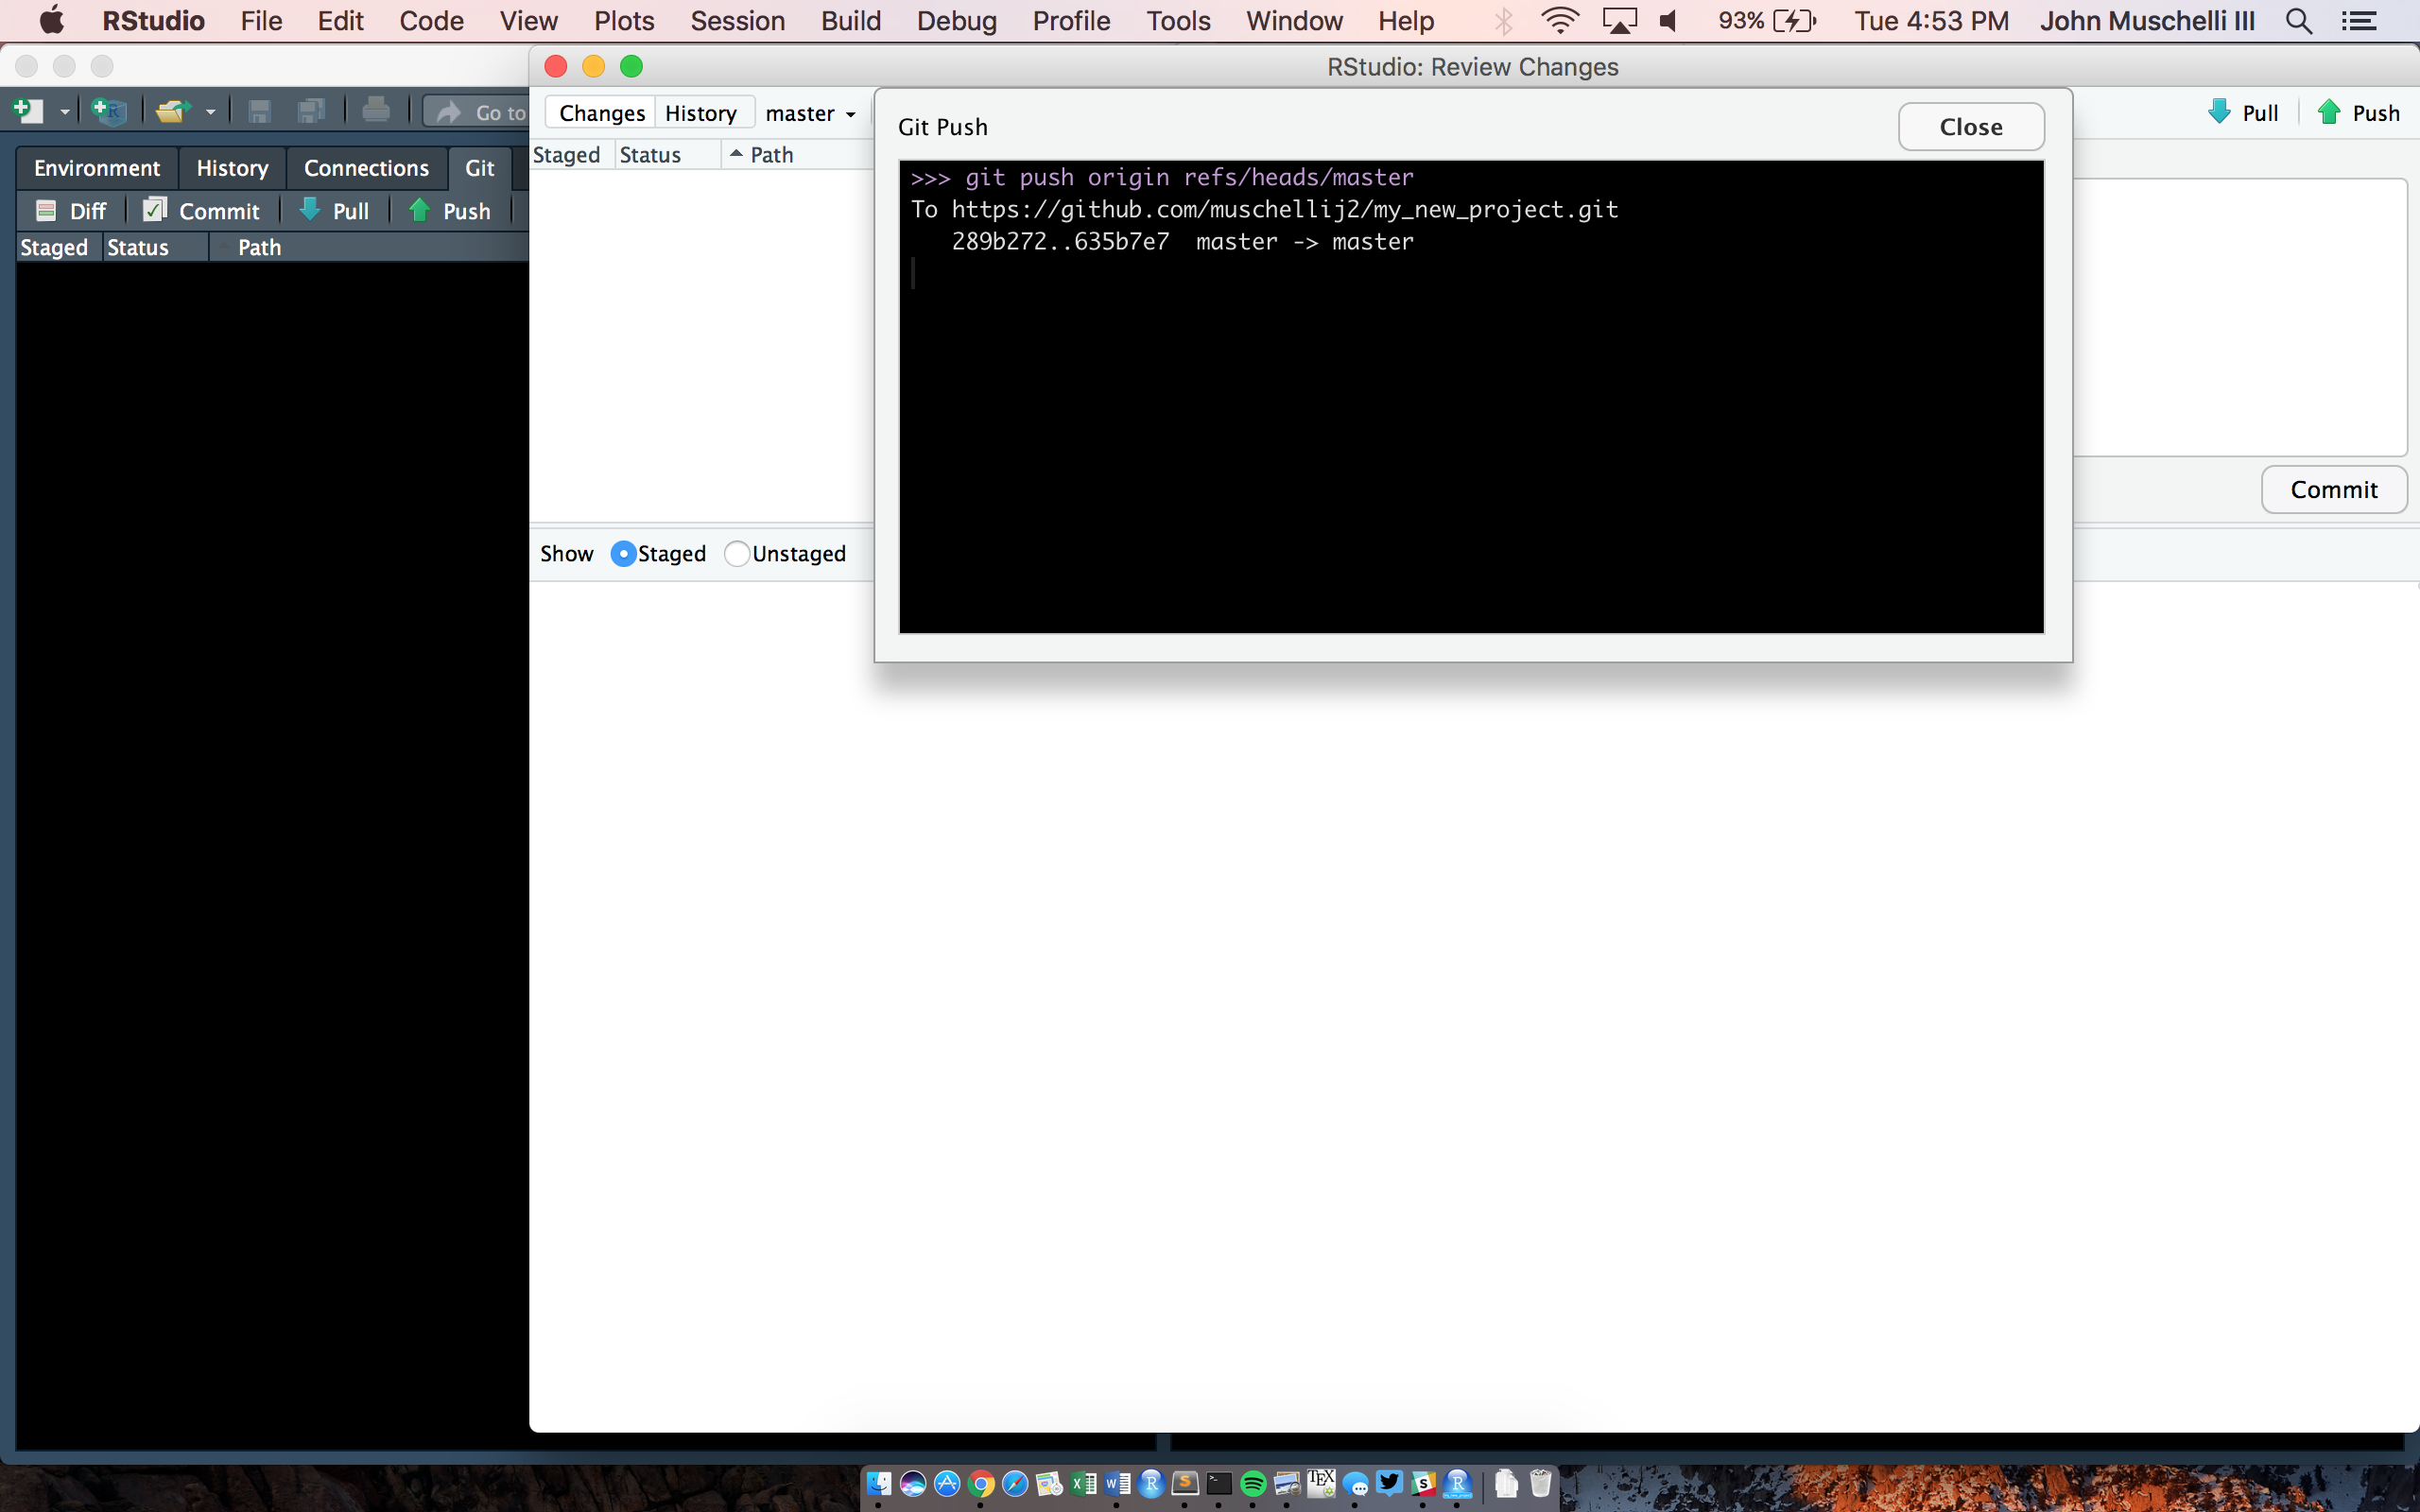 RStudio File Edit Code View Plots Session Build Debug Profile Tools Window Help 93% Tue 4:53 PM John Muschelli III
RStudio: Review Changes
Go to
Changes History master Pull Push
Git Push Close
Staged Status Path
Environment History Connections Git
Diff Commit Pull Push
Staged Status Path
>>> git push origin refs/heads/master
To https://github.com/muschellij2/my_new_project.git
289b272..635b7e7 master -> master
Commit
Show Staged Unstaged